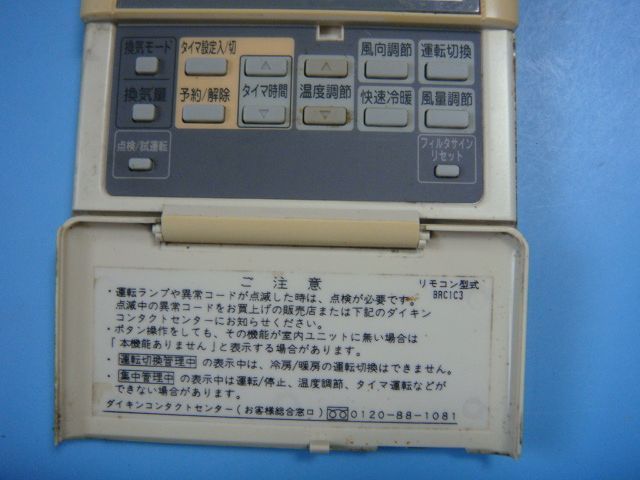 換気モード
タイマ設定入/切
風向調節
運転切換
換気量
予約/解除
タイマ時間
温度調節
快速冷暖
風量調節
点検/試運転
フィルタサイン
リセット
ご注意
リモコン型式
BRC1C3
・運転ランプや異常コードが点滅した時は、点検が必要です。
点滅中の異常コードをお買上げの販売店または下記のダイキン
コンタクトセンターにお知らせください。
・ボタン操作をしても、その機能が室内ユニットに無い場合は
「本機能ありません」と表示する場合があります。
・運転切換管理中 の表示中は、冷房/暖房の運転切換はできません。
・集中管理中 の表示中は運転/停止、温度調節、タイマ運転などが
できない場合があります。
ダイキンコンタクトセンター(お客様総合窓口) 0120-88-1081